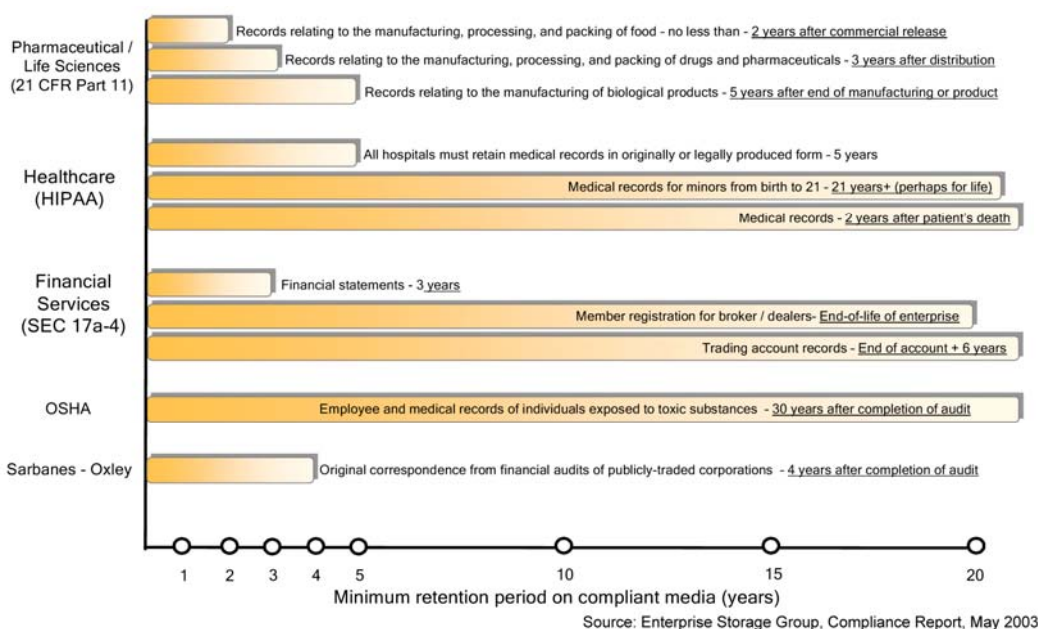 Pharmaceutical /
Life Sciences
(21 CFR Part 11)
Records relating to the manufacturing, processing, and packing of food - no less than - 2 years after commercial release
Records relating to the manufacturing, processing, and packing of drugs and pharmaceuticals - 3 years after distribution
Records relating to the manufacturing of biological products - 5 years after end of manufacturing or product
Healthcare
(HIPAA)
All hospitals must retain medical records in originally or legally produced form - 5 years
Medical records for minors from birth to 21 - 21 years+ (perhaps for life)
Medical records - 2 years after patient's death
Financial
Services
(SEC 17a-4)
Financial statements - 3 years
Member registration for broker / dealers- End-of-life of enterprise
Trading account records - End of account + 6 years
OSHA
Employee and medical records of individuals exposed to toxic substances - 30 years after completion of audit
Sarbanes - Oxley
Original correspondence from financial audits of publicly-traded corporations - 4 years after completion of audit
1 2 3 4 5 10 15 20
Minimum retention period on compliant media (years)
Source: Enterprise Storage Group, Compliance Report, May 2003